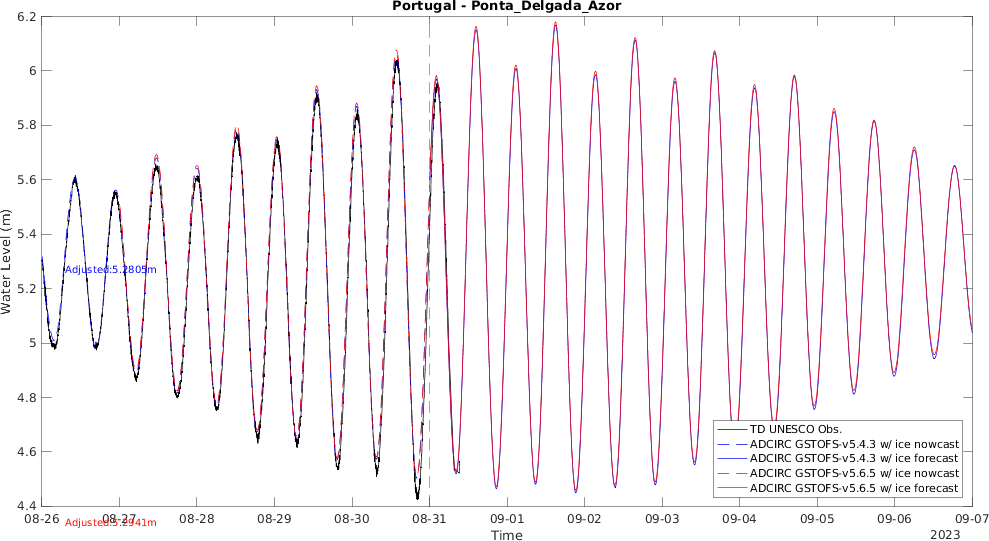 Portugal - Ponta_Delgada_Azor
6.2
6
5.8
5.6
5.4
5.2
5
4.8
4.6
4.4
Water Level (m)
Adjusted:5.2805m
Adjusted:5.2941m
TD UNESCO Obs.
ADCIRC GSTOFS-v5.4.3 w/ ice nowcast
ADCIRC GSTOFS-v5.4.3 w/ ice forecast
ADCIRC GSTOFS-v5.6.5 w/ ice nowcast
ADCIRC GSTOFS-v5.6.5 w/ ice forecast
08-26 08-27 08-28 08-29 08-30 08-31 09-01 09-02 09-03 09-04 09-05 09-06 09-07
Time
2023